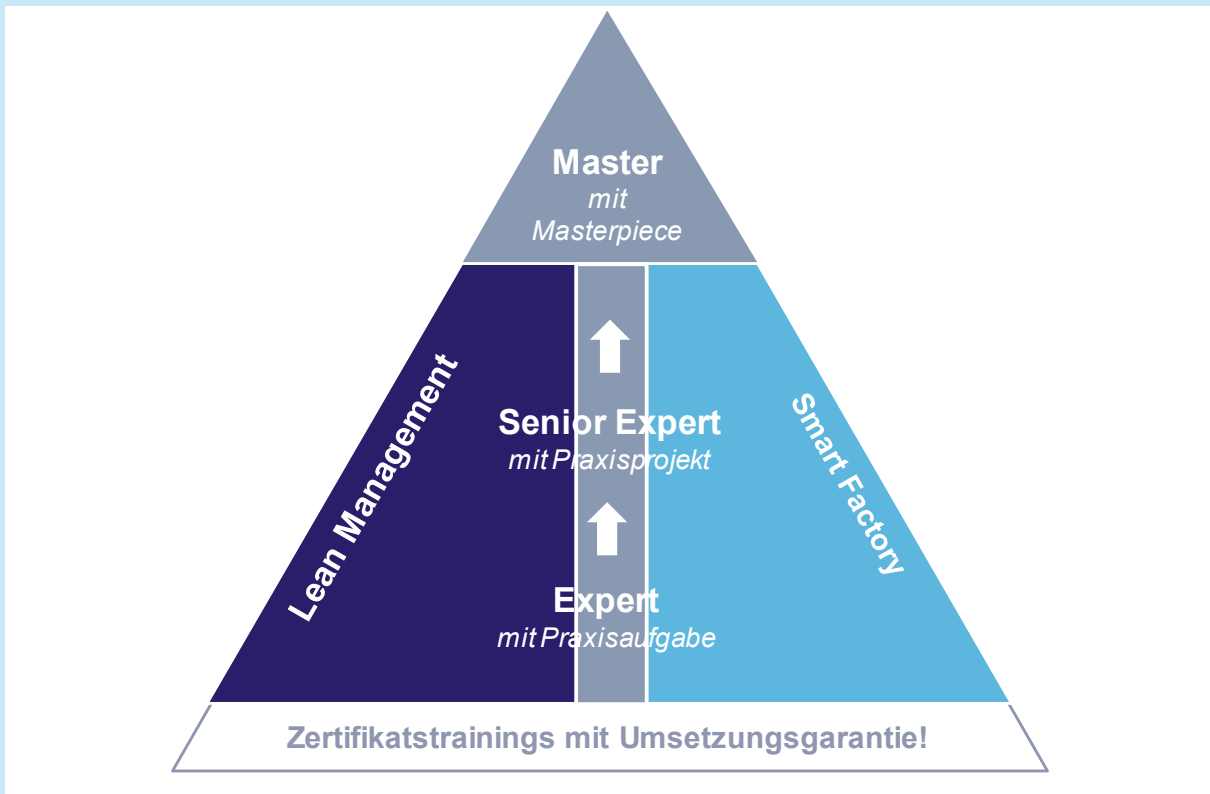 Master
mit
Masterpiece
Lean Management
Smart Factory
Senior Expert
mit Praxisprojekt
Expert
mit Praxisaufgabe
Zertifikatstrainings mit Umsetzungsgarantie!